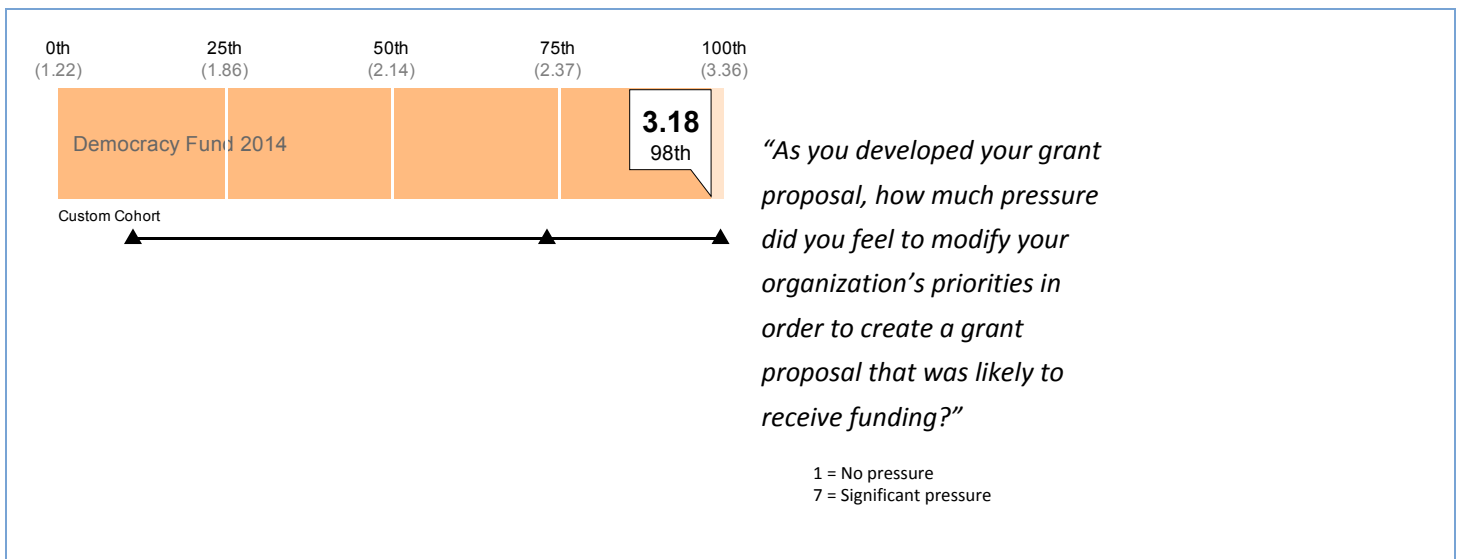 0th 25th 50th 75th 100th
(1.22) (1.86) (2.14) (2.37) (3.36)
3.18
98th
Democracy Fund 2014
Custom Cohort
“As you developed your grant
proposal, how much pressure
did you feel to modify your
organization’s priorities in
order to create a grant
proposal that was likely to
receive funding?”
1 = No pressure
7 = Significant pressure